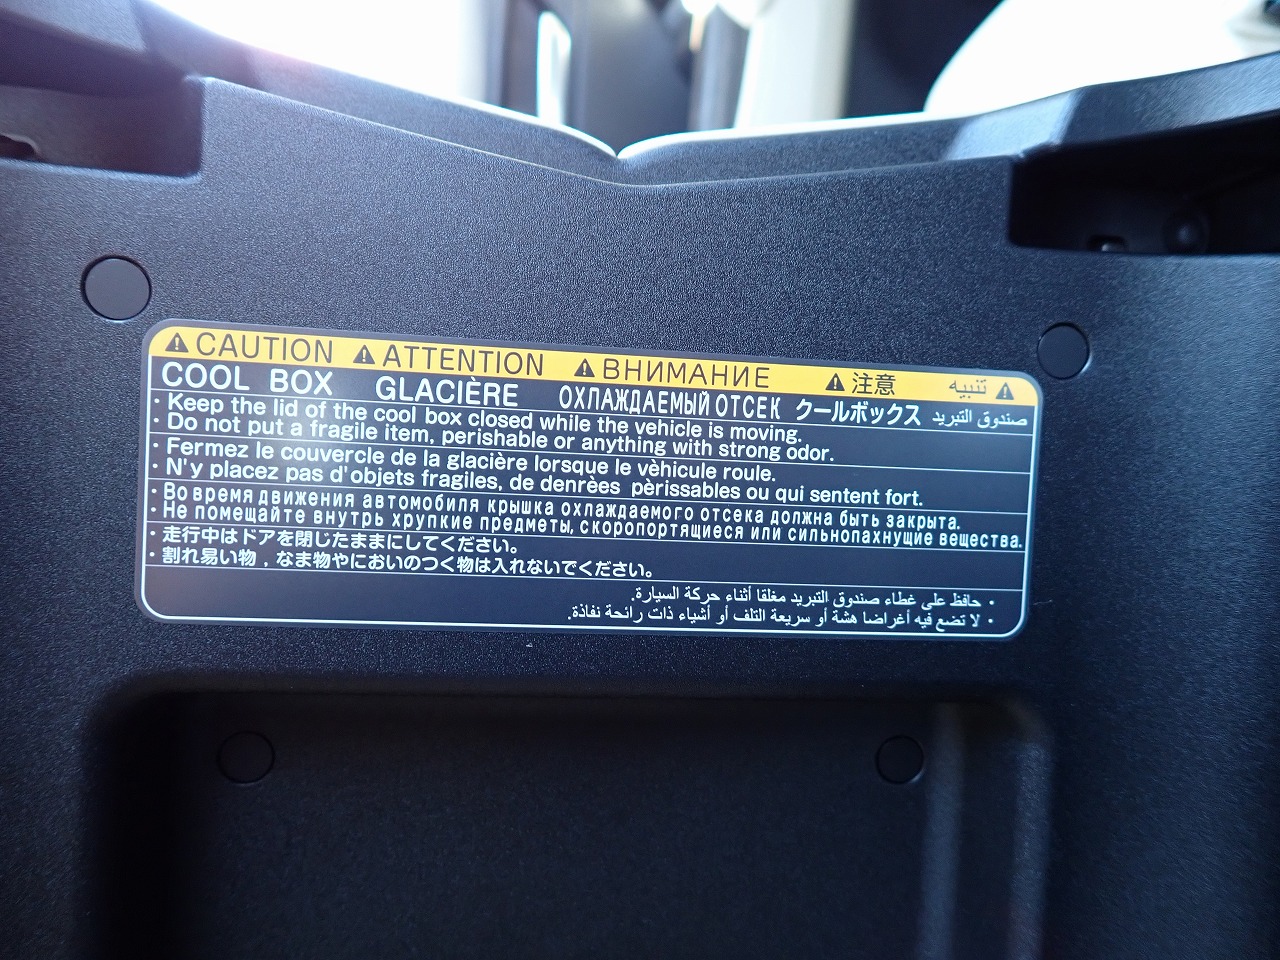 ⚠CAUTION ⚠ATTENTION ⚠ВНИМАНИЕ ⚠注意 ⚠تنبيه
COOL BOX GLACIÈRE ОХЛАЖДАЕМЫЙ ОТСЕК クールボックス صندوق التبريد
・Keep the lid of the cool box closed while the vehicle is moving.
・Do not put a fragile item, perishable or anything with strong odor.
・Fermez le couvercle de la glacière lorsque le vèhicule roule.
・N'y placez pas d'objets fragiles, de denrèes pèrissables ou qui sentent fort.
・Во время движения автомобиля крышка охлаждаемого отсека должна быть закрыта.
・Не помещайте внутрь хрупкие предметы, скоропортящиеся или сильнопахнущие вещества.
・走行中はドアを閉じたままにしてください。
・割れ易い物，なま物やにおいのつく物は入れないでください。
・حافظ على غطاء صندوق التبريد مغلقا أثناء حركة السيارة.
・لا تضع فيه أغراضا هشة أو سريعة التلف أو أشياء ذات رائحة نفاذة.